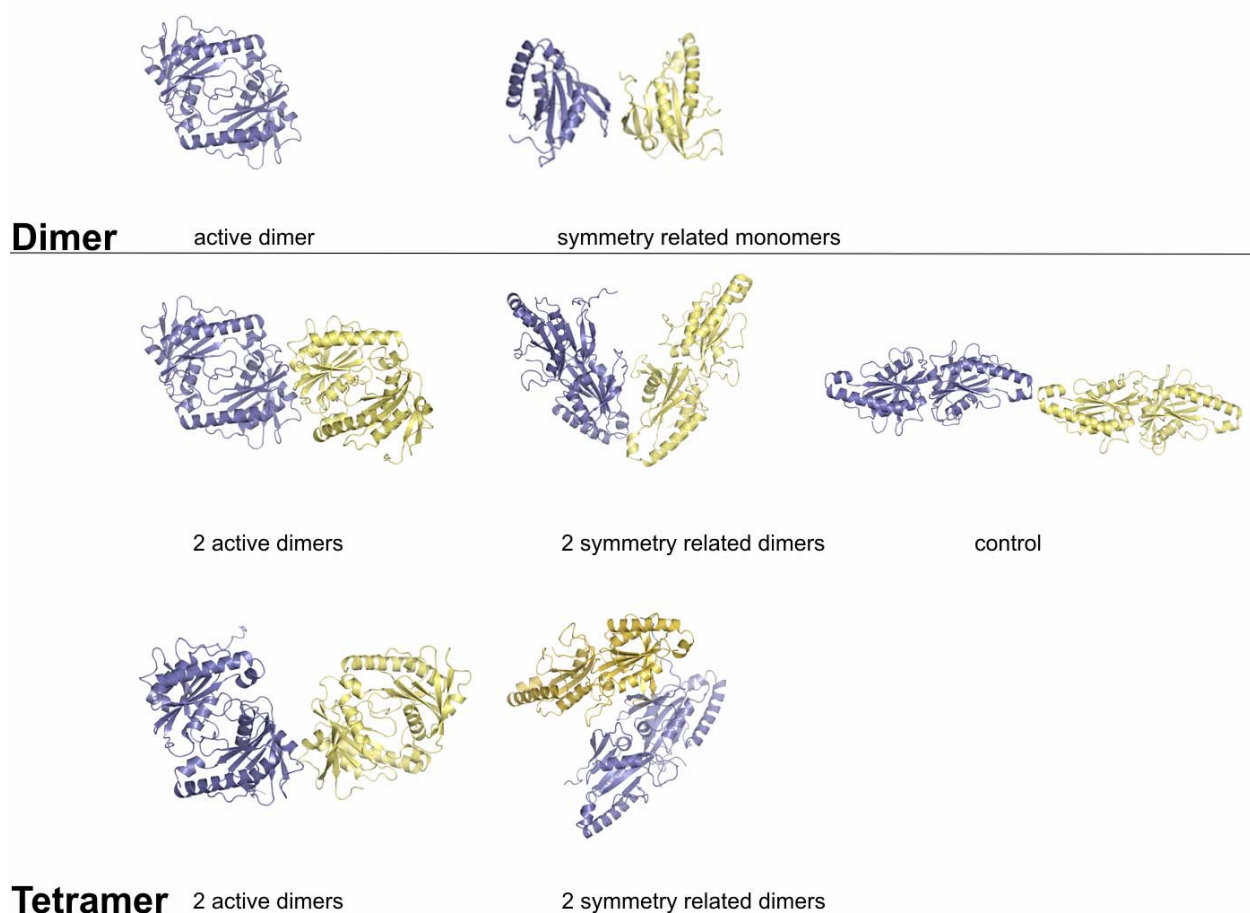 Dimer active dimer symmetry related monomers
2 active dimers 2 symmetry related dimers control
Tetramer 2 active dimers 2 symmetry related dimers